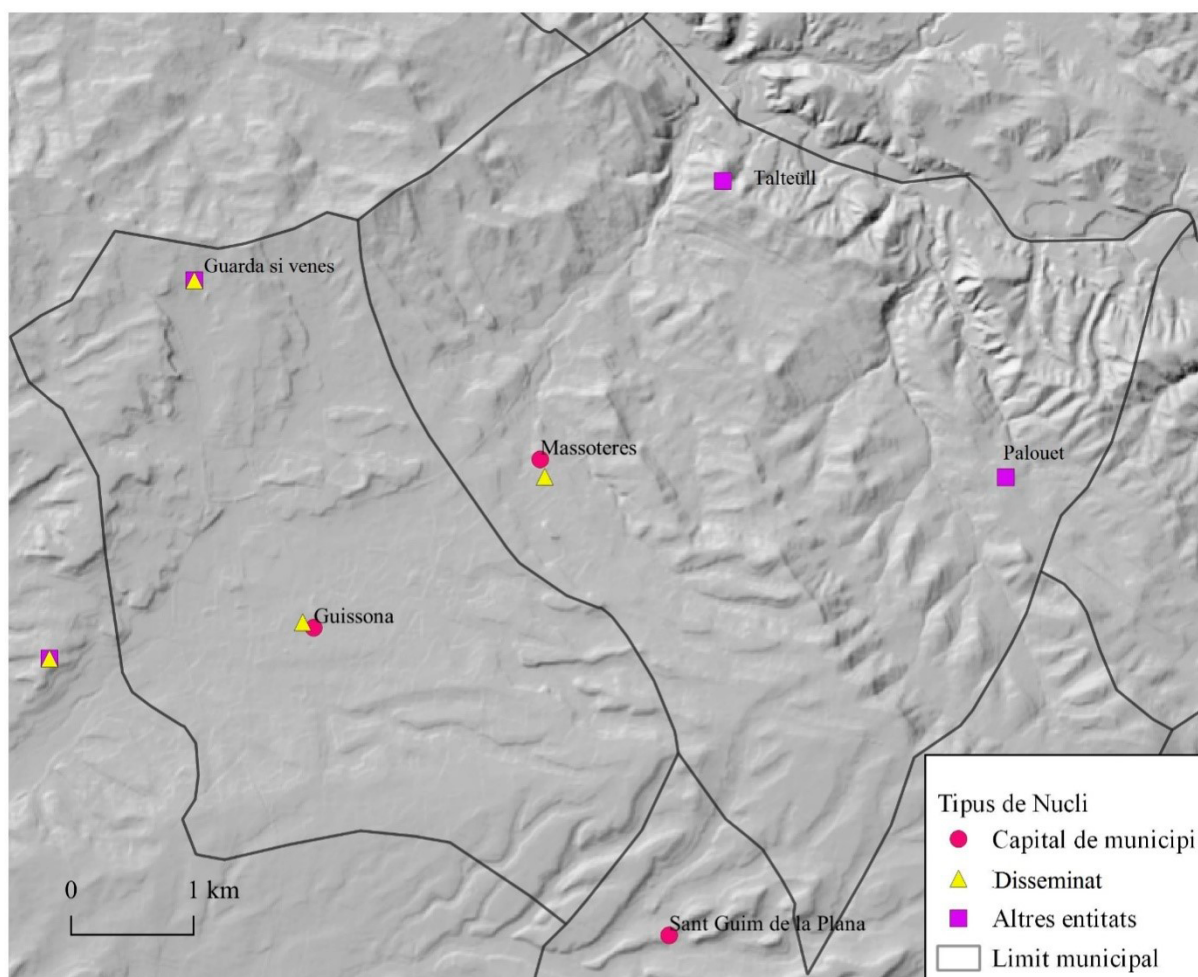 Talteüll
Guarda si venes
Massoteres
Palouet
Guissona
Sant Guim de la Plana
0 1 km
Tipus de Nucli
Capital de municipi
Disseminat
Altres entitats
Limit municipal